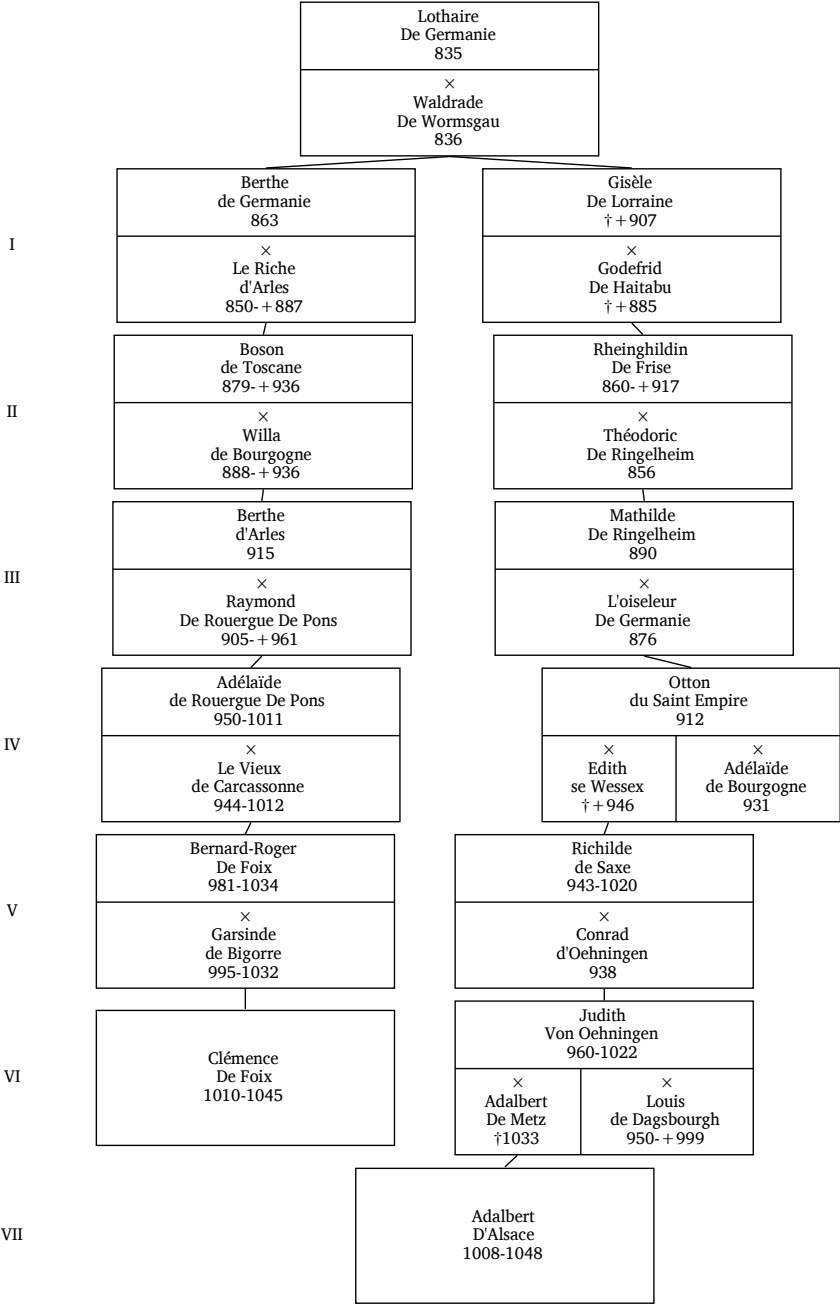 Lothaire
De Germanie
835
×
Waldrade
De Wormsgau
836
I
Berthe
de Germanie
863
×
Le Riche
d'Arles
850-+887
Gisèle
De Lorraine
†+907
×
Godefrid
De Haitabu
†+885
II
Boson
de Toscane
879-+936
×
Willa
de Bourgogne
888-+936
Rheinghildin
De Frise
860-+917
×
Théodoric
De Ringelheim
856
III
Berthe
d'Arles
915
×
Raymond
De Rouergue De Pons
905-+961
Mathilde
De Ringelheim
890
×
L'oiseleur
De Germanie
876
IV
Adélaïde
de Rouergue De Pons
950-1011
×
Le Vieux
de Carcassonne
944-1012
Otton
du Saint Empire
912
×
Edith
se Wessex
†+946
×
Adélaïde
de Bourgogne
931
V
Bernard-Roger
De Foix
981-1034
×
Garsinde
de Bigorre
995-1032
Richilde
de Saxe
943-1020
×
Conrad
d'Oehningen
938
VI
Clémence
De Foix
1010-1045
Judith
Von Oehningen
960-1022
×
Adalbert
De Metz
†1033
×
Louis
de Dagsbourgh
950-+999
VII
Adalbert
D'Alsace
1008-1048